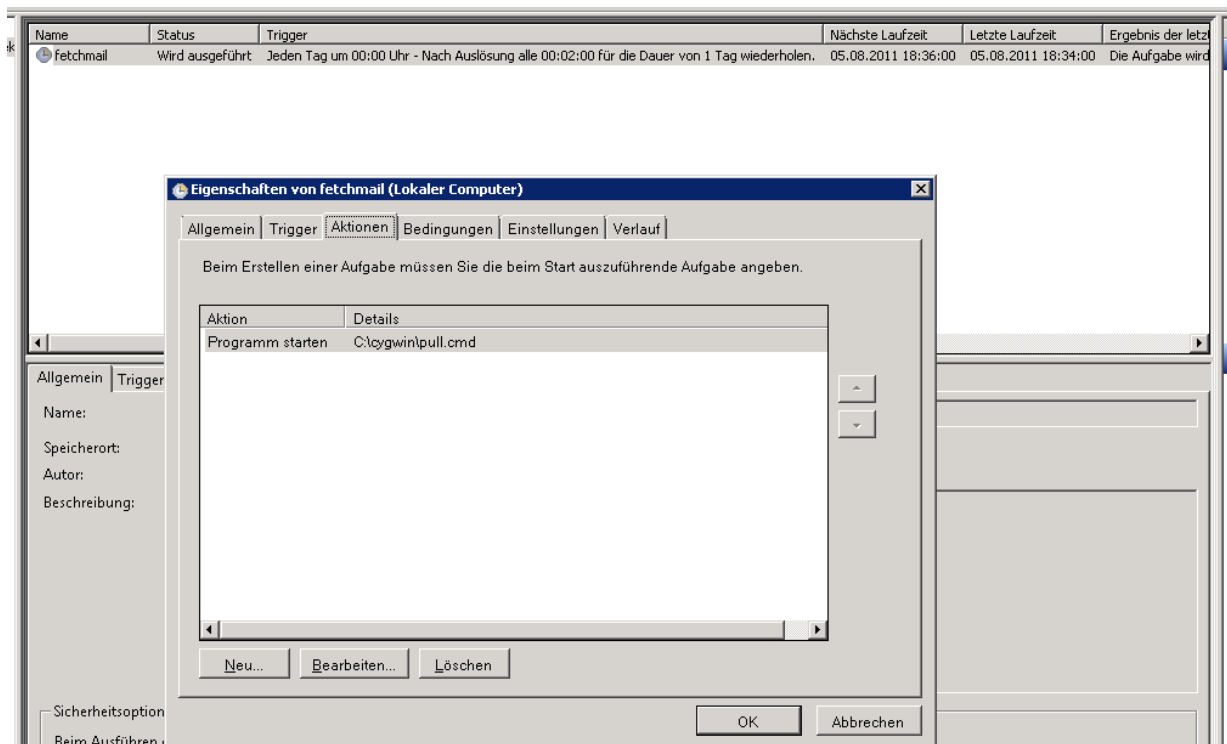 Name Status Trigger Nächste Laufzeit Letzte Laufzeit Ergebnis der letzt
fetchmail Wird ausgeführt Jeden Tag um 00:00 Uhr - Nach Auslösung alle 00:02:00 für die Dauer von 1 Tag wiederholen. 05.08.2011 18:36:00 05.08.2011 18:34:00 Die Aufgabe wird
Eigenschaften von fetchmail (Lokaler Computer)
Allgemein Trigger Aktionen Bedingungen Einstellungen Verlauf
Beim Erstellen einer Aufgabe müssen Sie die beim Start auszuführende Aufgabe angeben.
Aktion Details
Programm starten C:\cygwin\pull.cmd
Neu... Bearbeiten... Löschen
OK Abbrechen
Allgemein Trigger
Name:
Speicherort:
Autor:
Beschreibung:
Sicherheitsoption
Beim Ausführen